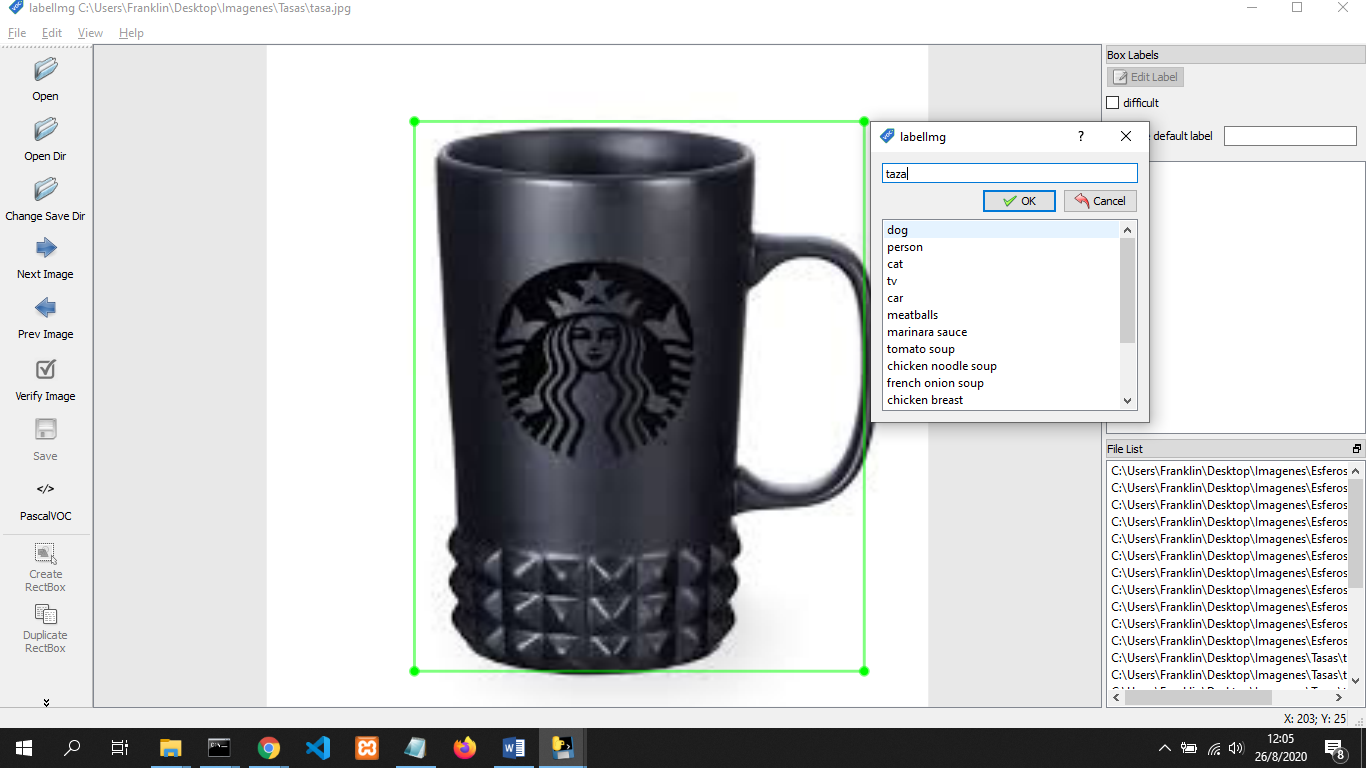 labelImg C:\Users\Franklin\Desktop\Imagenes\Tasas\tasa.jpg
File Edit View Help
Open
Open Dir
Change Save Dir
Next Image
Prev Image
Verify Image
Save
</>
PascalVOC
Create
RectBox
Duplicate
RectBox
labelImg
?
taza
OK
Cancel
dog
person
cat
tv
car
meatballs
marinara sauce
tomato soup
chicken noodle soup
french onion soup
chicken breast
Box Labels
Edit Label
difficult
default label
File List
C:\Users\Franklin\Desktop\Imagenes\Esferos
C:\Users\Franklin\Desktop\Imagenes\Esferos
C:\Users\Franklin\Desktop\Imagenes\Esferos
C:\Users\Franklin\Desktop\Imagenes\Esferos
C:\Users\Franklin\Desktop\Imagenes\Esferos
C:\Users\Franklin\Desktop\Imagenes\Esferos
C:\Users\Franklin\Desktop\Imagenes\Esferos
C:\Users\Franklin\Desktop\Imagenes\Esferos
C:\Users\Franklin\Desktop\Imagenes\Esferos
C:\Users\Franklin\Desktop\Imagenes\Esferos
C:\Users\Franklin\Desktop\Imagenes\Esferos
C:\Users\Franklin\Desktop\Imagenes\Tasas\t
C:\Users\Franklin\Desktop\Imagenes\Tasas\t
X: 203; Y: 25
12:05
26/8/2020
8